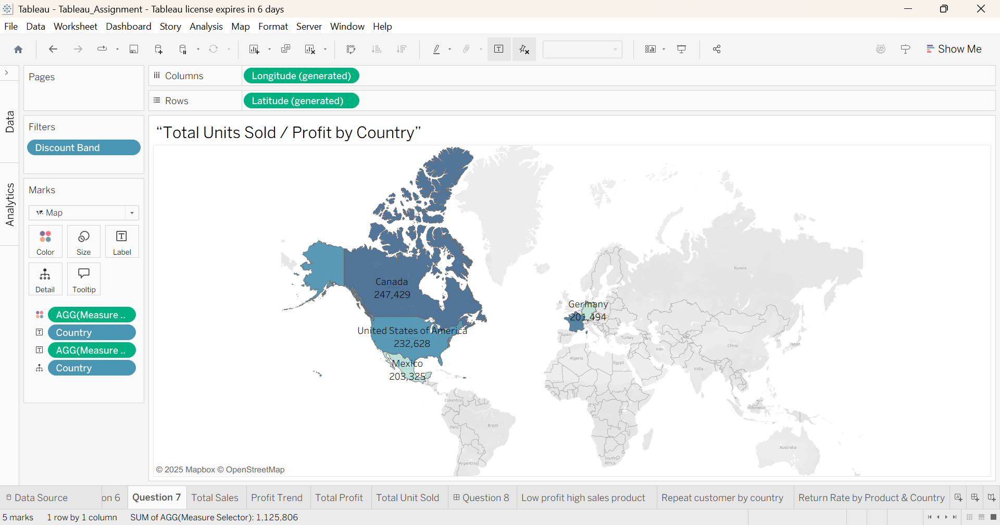 Tableau - Tableau_Assignment - Tableau license expires in 6 days
File Data Worksheet Dashboard Story Analysis Map Format Server Window Help
Show Me
Pages
Columns
Longitude (generated)
Rows
Latitude (generated)
Data
Analytics
Filters
Discount Band
Marks
Map
Color
Size
Label
Detail
Tooltip
AGG(Measure ..
Country
AGG(Measure ..
Country
“Total Units Sold / Profit by Country”
Canada
247,429
United States of America
232,628
Mexico
203,325
Germany
201,494
Russia
Spain
Turkey
China
Japan
Iran
Algeria
Egypt
India
Colombia
Indonesia
Peru
Brazil
Australia
South
Africa
Argentina
© 2025 Mapbox © OpenStreetMap
Data Source
on 6
Question 7
Total Sales
Profit Trend
Total Profit
Total Unit Sold
Question 8
Low profit high sales product
Repeat customer by country
Return Rate by Product & Country
5 marks 1 row by 1 column SUM of AGG(Measure Selector): 1,125,806